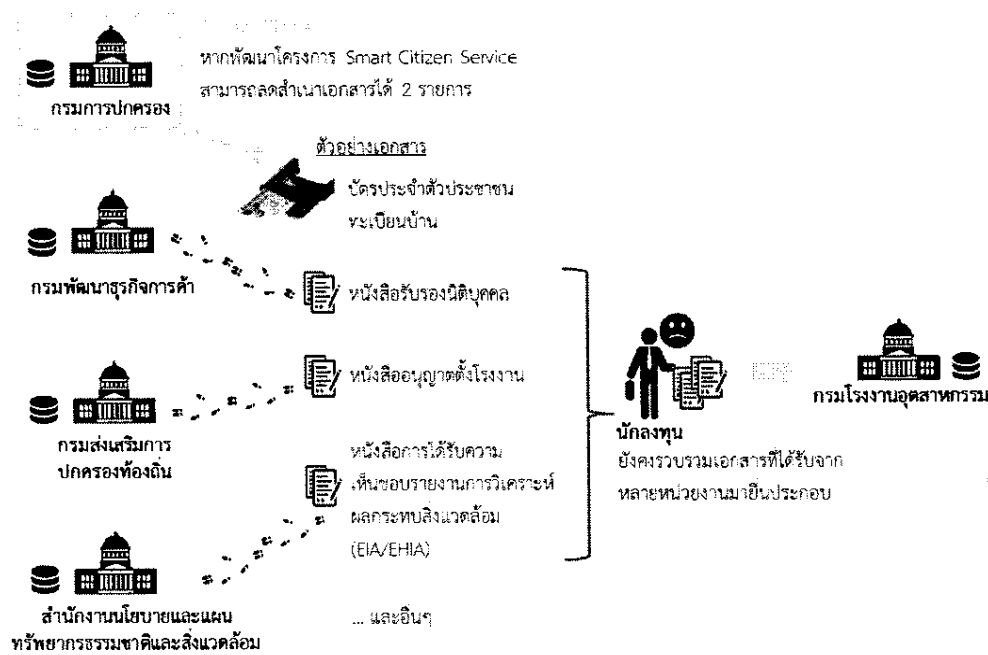 หากพัฒนาโครงการ Smart Citizen Service
สามารถลดสำเนาเอกสารได้ 2 รายการ
กรมการปกครอง
ตัวอย่างเอกสาร
บัตรประจำตัวประชาชน
ทะเบียนบ้าน
กรมพัฒนาธุรกิจการค้า
หนังสือรับรองนิติบุคคล
หนังสืออนุญาตตั้งโรงงาน
กรมส่งเสริมการ
ปกครองท้องถิ่น
หนังสือการได้รับความ
เห็นชอบรายงานการวิเคราะห์
ผลกระทบสิ่งแวดล้อม
(EIA/EHIA)
สำนักงานนโยบายและแผน
ทรัพยากรธรรมชาติและสิ่งแวดล้อม
... และอื่นๆ
นักลงทุน
ยังคงรวบรวมเอกสารที่ได้รับจาก
หลายหน่วยงานมายื่นประกอบ
กรมโรงงานอุตสาหกรรม